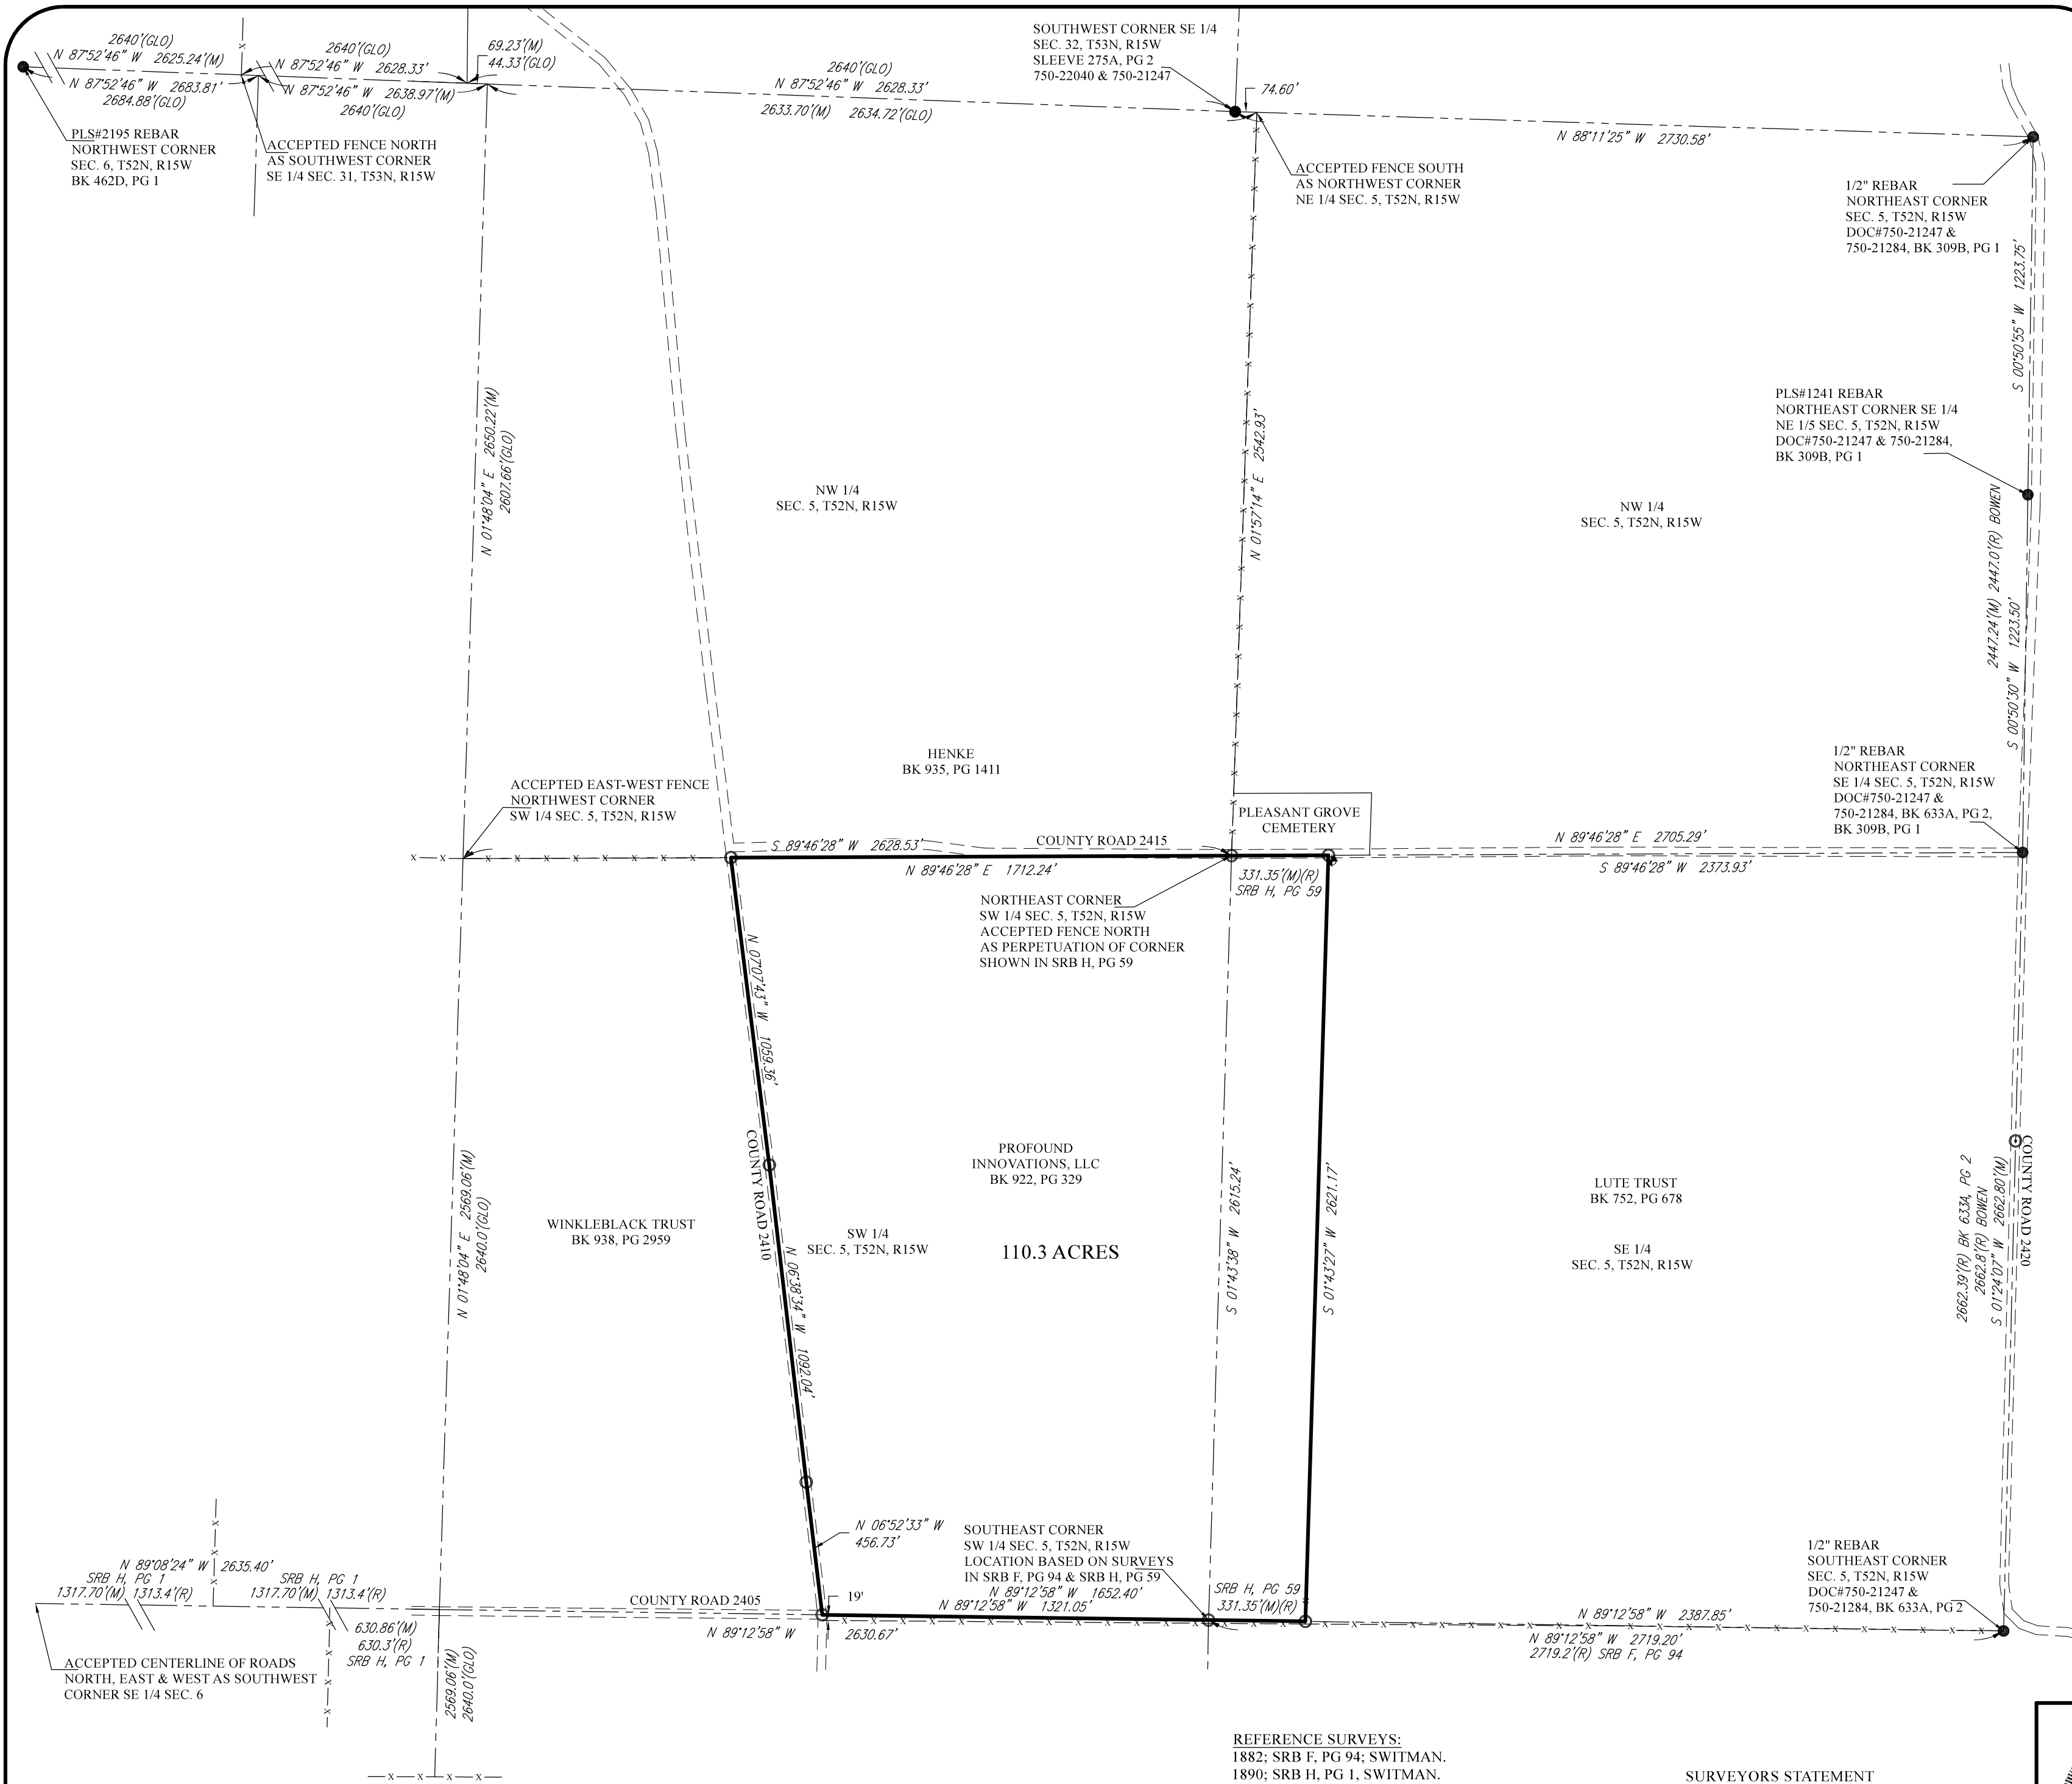 2640'(GLO)
N 87°52'46" W 2625.24'(M)
N 87°52'46" W 2683.81'
2684.88'(GLO)
2640'(GLO)
N 87°52'46" W 2628.33'
N 87°52'46" W 2638.97'(M)
2640'(GLO)
69.23'(M)
44.33'(GLO)
2640'(GLO)
N 87°52'46" W 2628.33'
2633.70'(M) 2634.72'(GLO)
SOUTHWEST CORNER SE 1/4
SEC. 32, T53N, R15W
SLEEVE 275A, PG 2
750-22040 & 750-21247
74.60'
N 88°11'25" W 2730.58'
PLS#2195 REBAR
NORTHWEST CORNER
SEC. 6, T52N, R15W
BK 462D, PG 1
ACCEPTED FENCE NORTH
AS SOUTHWEST CORNER
SE 1/4 SEC. 31, T53N, R15W
ACCEPTED FENCE SOUTH
AS NORTHWEST CORNER
NE 1/4 SEC. 5, T52N, R15W
1/2" REBAR
NORTHEAST CORNER
SEC. 5, T52N, R15W
DOC#750-21247 &
750-21284, BK 309B, PG 1
S 00°50'55" W 1223.75'
PLS#1241 REBAR
NORTHEAST CORNER SE 1/4
NE 1/5 SEC. 5, T52N, R15W
DOC#750-21247 & 750-21284,
BK 309B, PG 1
N 01°48'04" E 2650.22'(M)
2607.66'(GLO)
NW 1/4
SEC. 5, T52N, R15W
N 01°57'14" E 2542.93'
NW 1/4
SEC. 5, T52N, R15W
2447.24'(M) 2447.0'(R) BOWEN
S 00°50'30" W 1223.50'
HENKE
BK 935, PG 1411
ACCEPTED EAST-WEST FENCE
NORTHWEST CORNER
SW 1/4 SEC. 5, T52N, R15W
1/2" REBAR
NORTHEAST CORNER
SE 1/4 SEC. 5, T52N, R15W
DOC#750-21247 &
750-21284, BK 633A, PG 2,
BK 309B, PG 1
PLEASANT GROVE
CEMETERY
S 89°46'28" W 2628.53'
COUNTY ROAD 2415
N 89°46'28" E 2705.29'
N 89°46'28" E 1712.24'
331.35'(M)(R)
SRB H, PG 59
S 89°46'28" W 2373.93'
NORTHEAST CORNER
SW 1/4 SEC. 5, T52N, R15W
ACCEPTED FENCE NORTH
AS PERPETUATION OF CORNER
SHOWN IN SRB H, PG 59
N 07°07'43" W 1059.36'
COUNTY ROAD 2410
PROFOUND
INNOVATIONS, LLC
BK 922, PG 329
N 01°48'04" E 2569.06'(M)
2640.0'(GLO)
WINKLEBLACK TRUST
BK 938, PG 2959
SW 1/4
SEC. 5, T52N, R15W
110.3 ACRES
N 06°38'34" W 1092.04'
S 01°43'38" W 2615.24'
S 01°43'27" W 2621.17'
LUTE TRUST
BK 752, PG 678
SE 1/4
SEC. 5, T52N, R15W
2662.39'(R) BK 633A, PG 2
2662.8'(R) BOWEN
S 01°24'07" W 2662.80'(M)
COUNTY ROAD 2420
N 06°52'33" W
456.73'
SOUTHEAST CORNER
SW 1/4 SEC. 5, T52N, R15W
LOCATION BASED ON SURVEYS
IN SRB F, PG 94 & SRB H, PG 59
N 89°12'58" W 1652.40'
N 89°12'58" W 1321.05'
SRB H, PG 59
331.35'(M)(R)
1/2" REBAR
SOUTHEAST CORNER
SEC. 5, T52N, R15W
DOC#750-21247 &
750-21284, BK 633A, PG 2
N 89°08'24" W 2635.40'
SRB H, PG 1
1317.70'(M) 1313.4'(R)
SRB H, PG 1
1317.70'(M) 1313.4'(R)
630.86'(M)
630.3'(R)
SRB H, PG 1
COUNTY ROAD 2405
19'
N 89°12'58" W 2630.67'
N 89°12'58" W 2387.85'
N 89°12'58" W 2719.20'
2719.2'(R) SRB F, PG 94
ACCEPTED CENTERLINE OF ROADS
NORTH, EAST & WEST AS SOUTHWEST
CORNER SE 1/4 SEC. 6
2569.06'(M)
2640.0'(GLO)
REFERENCE SURVEYS:
1882; SRB F, PG 94; SWITMAN.
1890; SRB H, PG 1, SWITMAN.
SURVEYORS STATEMENT